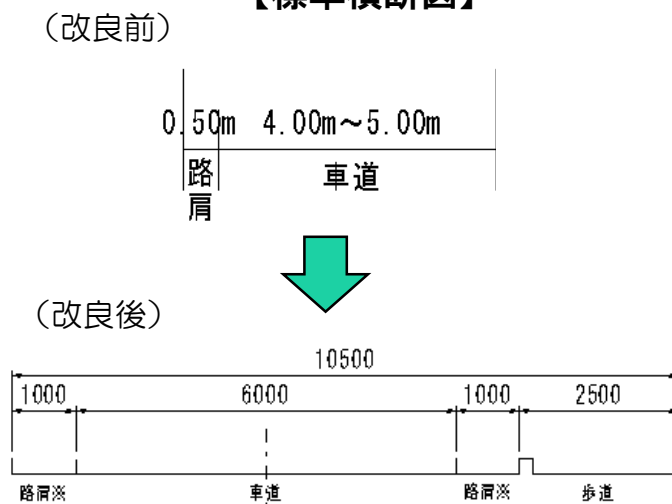 【標準横断図】
（改良前）
0.50m 4.00m～5.00m
路肩 車道
（改良後）
10500
1000 6000 1000 2500
路肩※ 車道 路肩※ 歩道